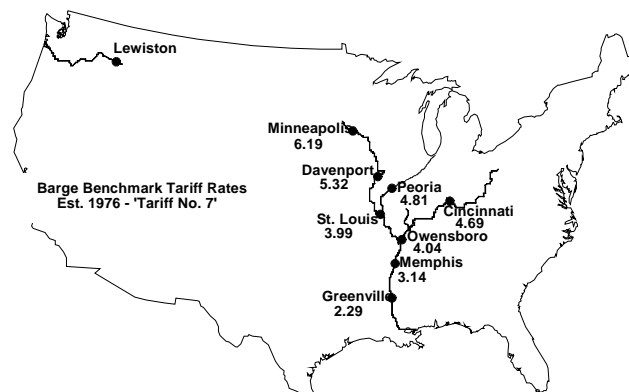 Lewiston
Minneapolis
6.19
Davenport
5.32
Peoria
4.81
Barge Benchmark Tariff Rates
Est. 1976 - 'Tariff No. 7'
Cincinnati
4.69
St. Louis
3.99
Owensboro
4.04
Memphis
3.14
Greenville
2.29